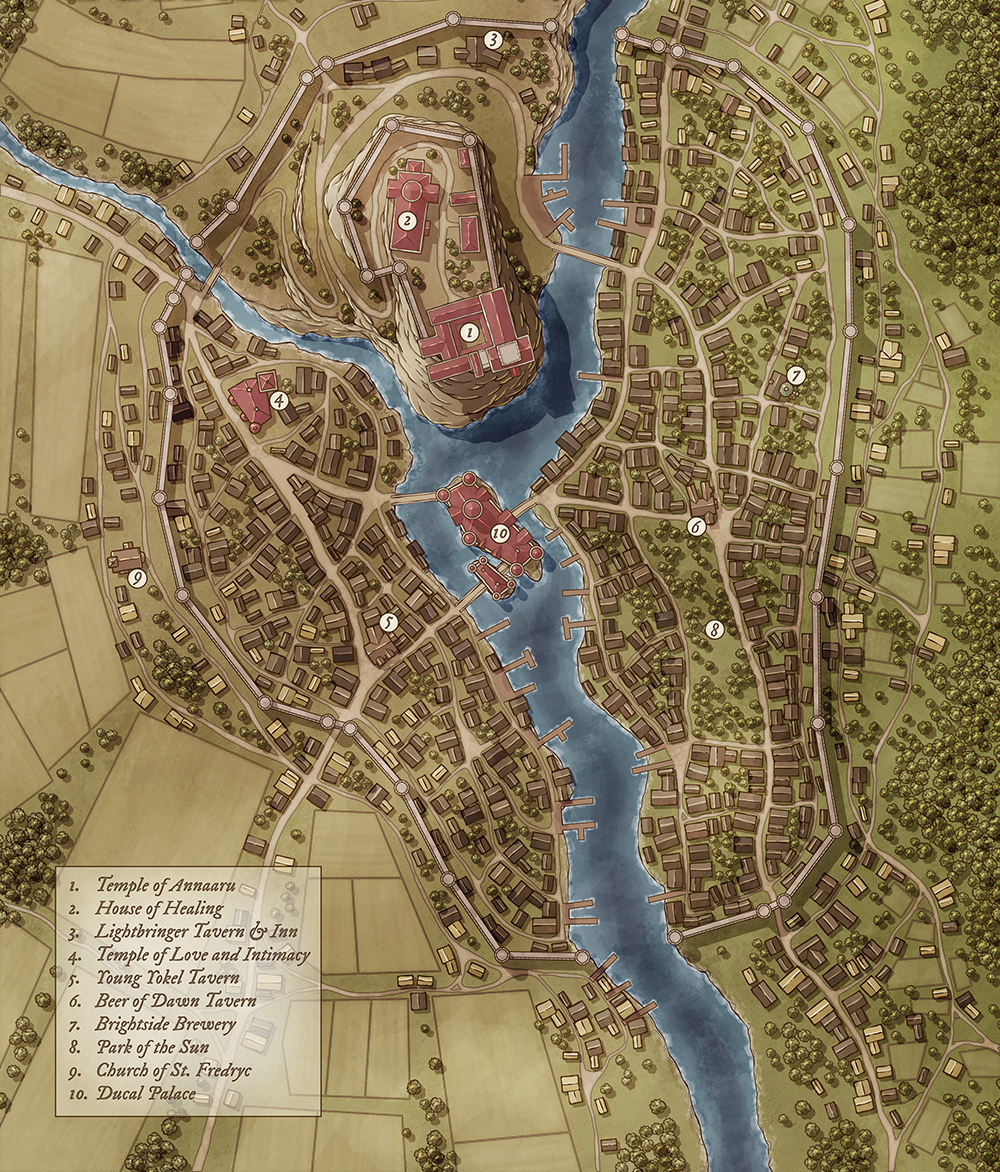 3
2
1
7
4
6
10
9
5
8
1. Temple of Annaaru
2. House of Healing
3. Lightbringer Tavern & Inn
4. Temple of Love and Intimacy
5. Young Yokel Tavern
6. Beer of Dawn Tavern
7. Brightside Brewery
8. Park of the Sun
9. Church of St. Fredryc
10. Ducal Palace